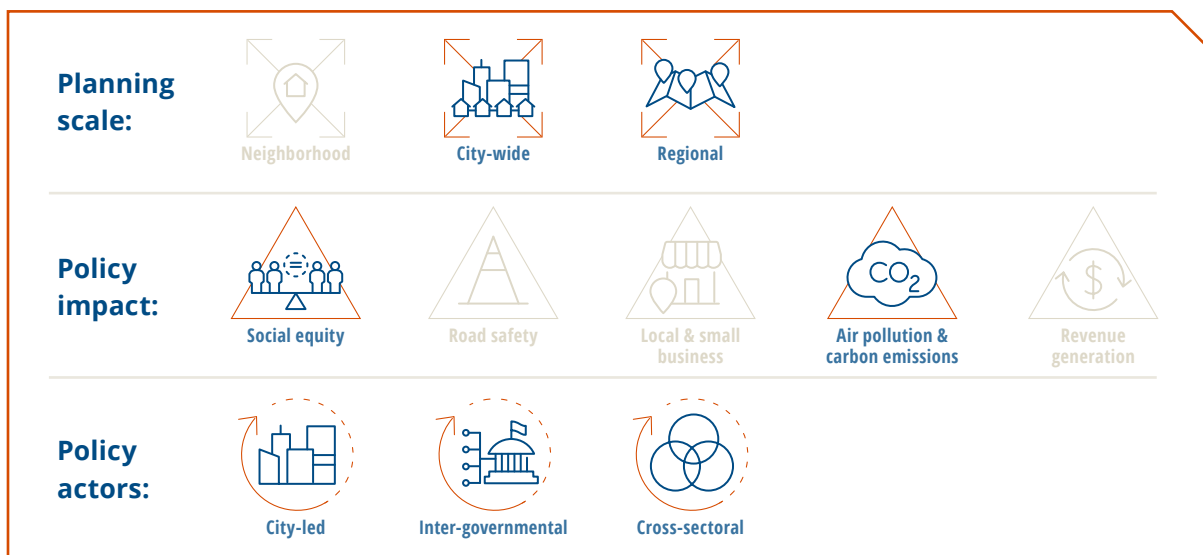 Planning
scale:
Neighborhood
City-wide
Regional
Policy
impact:
=
CO2
$
Social equity
Road safety
Local & small
business
Air pollution &
carbon emissions
Revenue
generation
Policy
actors:
City-led
Inter-governmental
Cross-sectoral